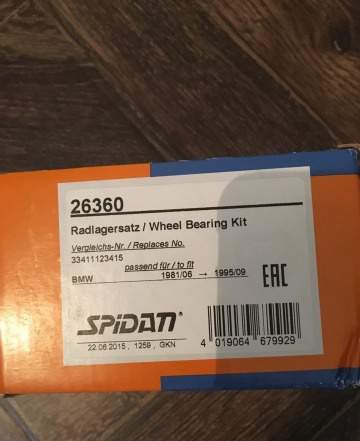 26360
Radlagersatz / Wheel Bearing Kit
Vergleichs-Nr. / Replaces No.
33411123415
passend für / to fit
BMW 1981/06 → 1995/09
EAC
SPIDAN
22.06.2015 , 1259 , GKN
4 019064 679929